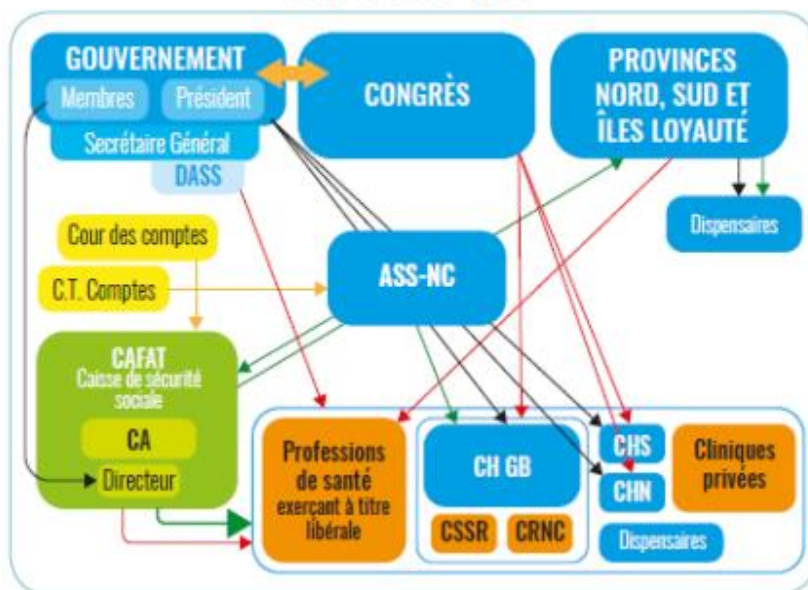 GOUVERNEMENT
Membres
Président
Secrétaire Général
DASS
CONGRÈS
PROVINCES
NORD, SUD ET
ÎLES LOYAUTÉ
Dispensaires
Cour des comptes
C.T. Comptes
ASS-NC
CAFAT
Caisse de sécurité
sociale
CA
Directeur
Professions
de santé
exerçant à titre
libérale
CH GB
CSSR
CRNC
CHS
CHN
Dispensaires
Cliniques
privées